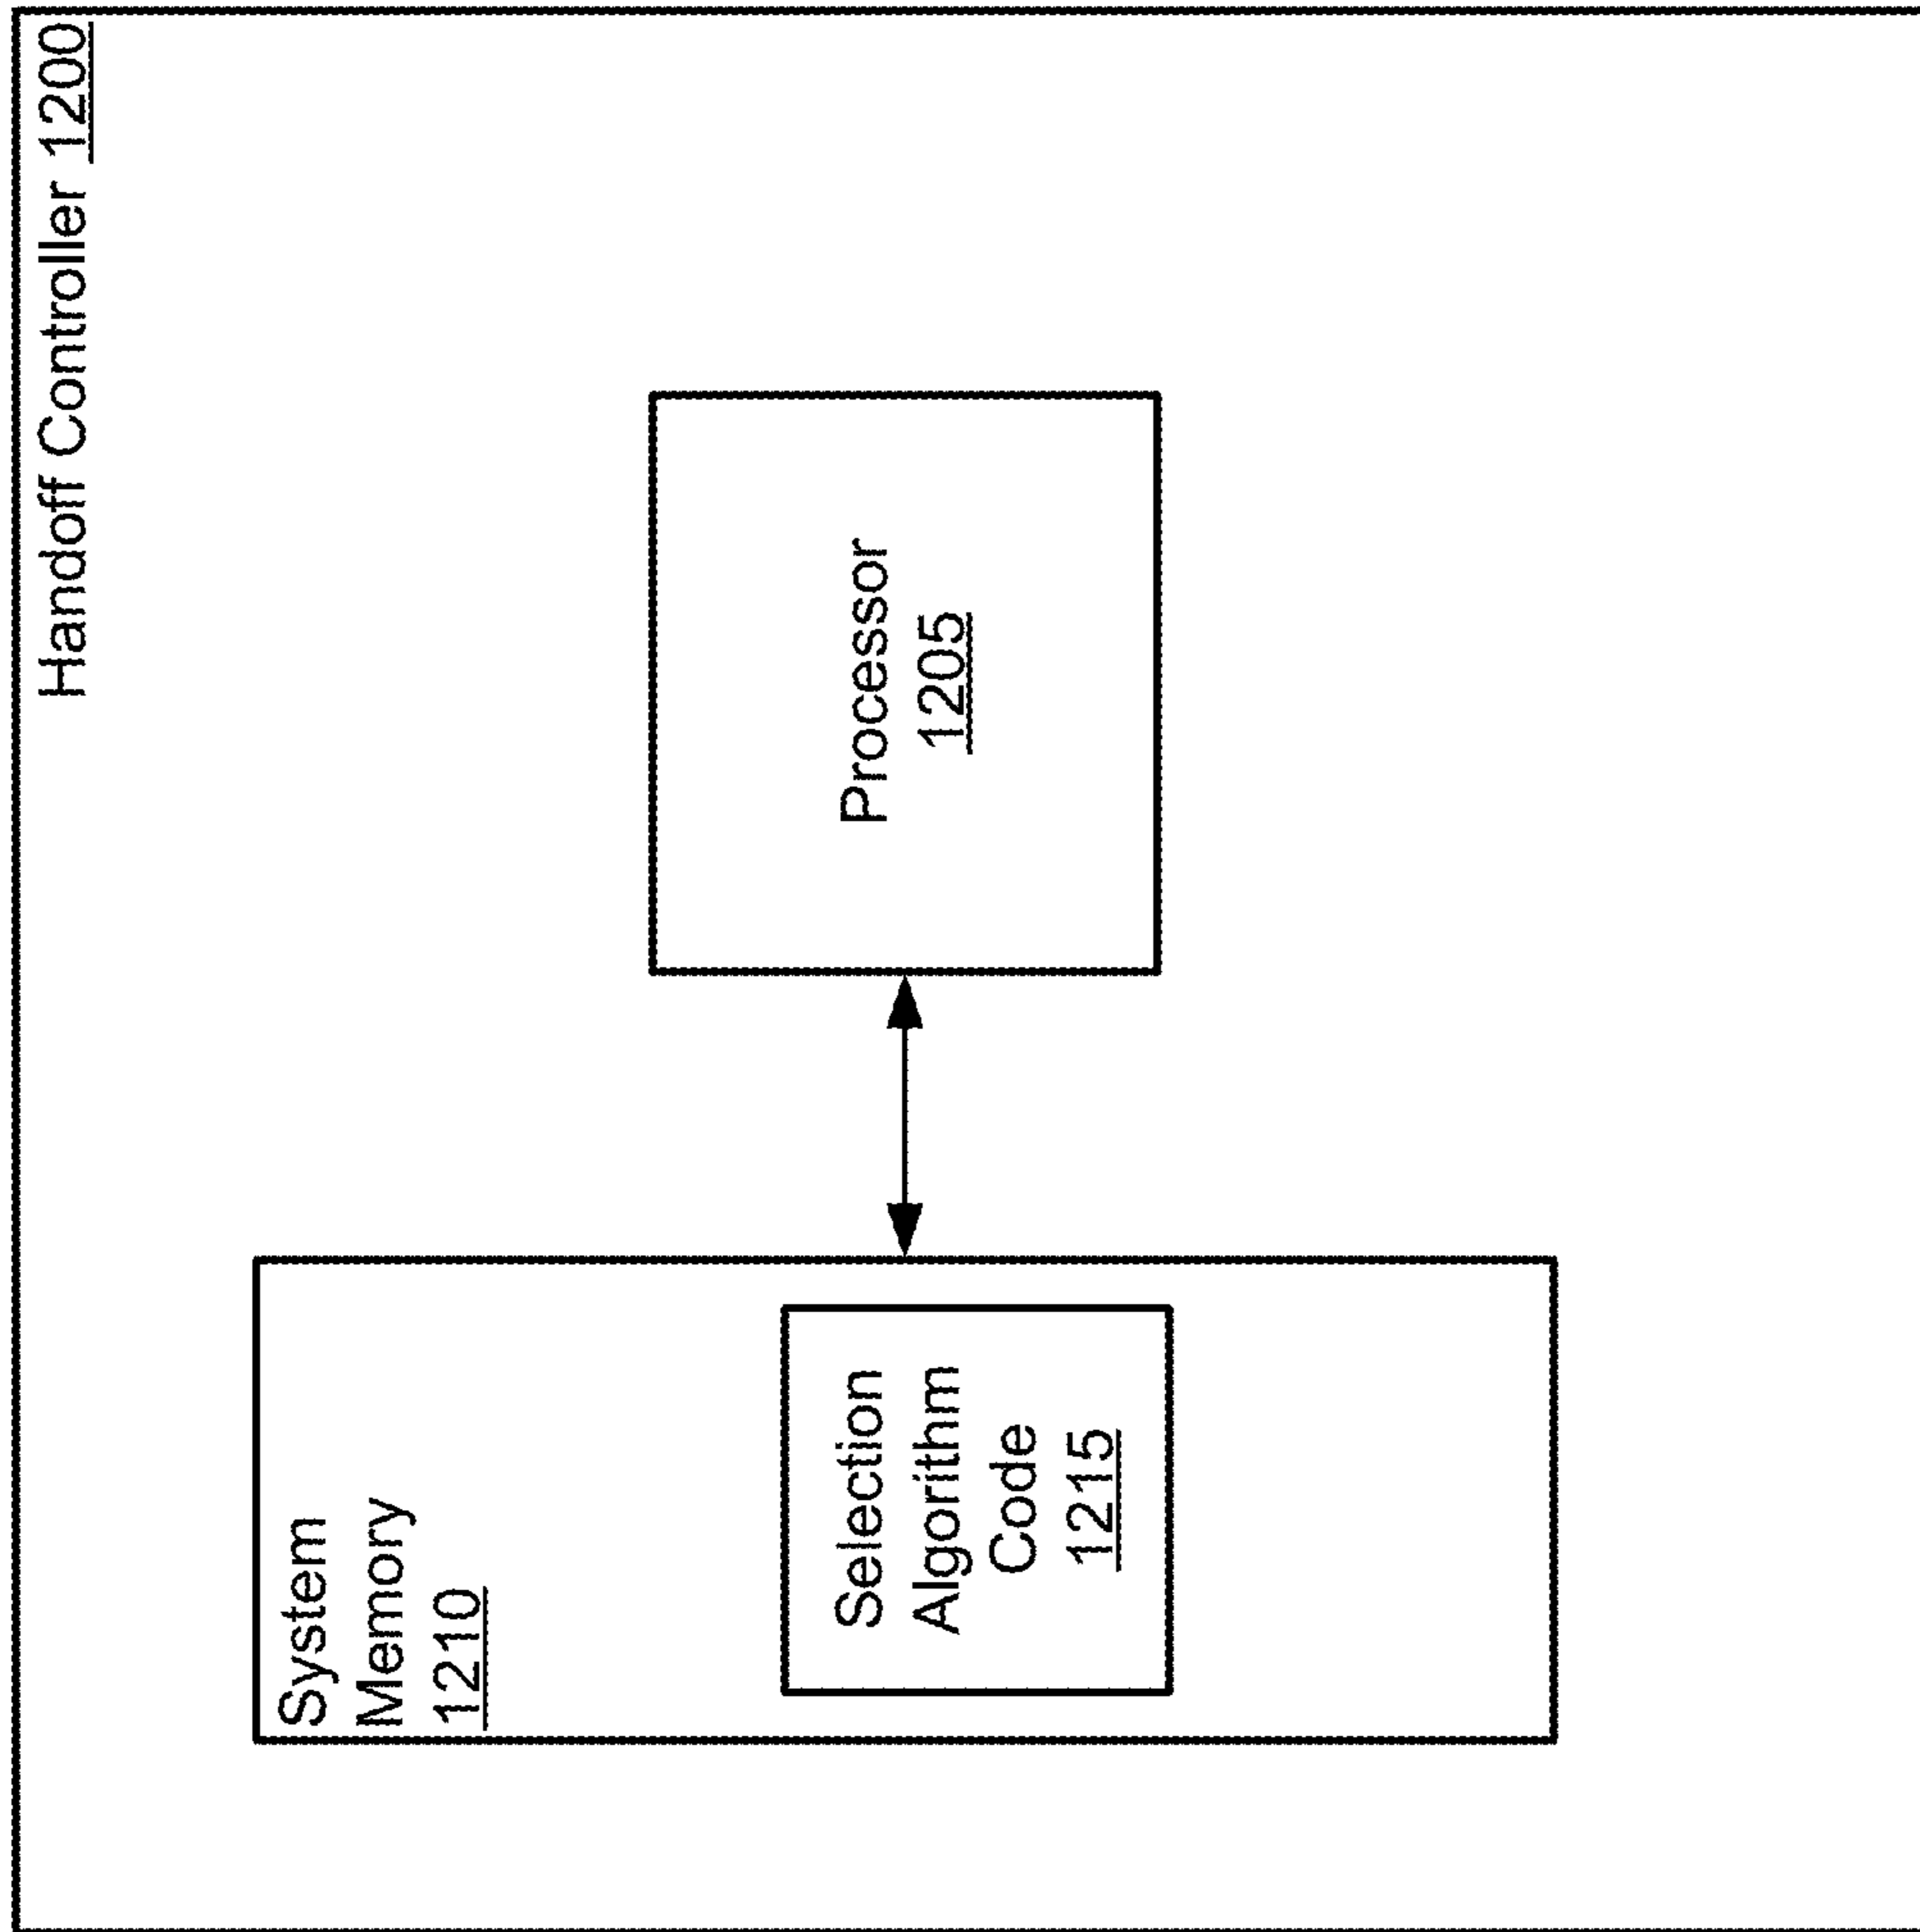 Handoff Controller 1200
System
Memory
1210
Selection
Algorithm
Code
1215
Processor
1205